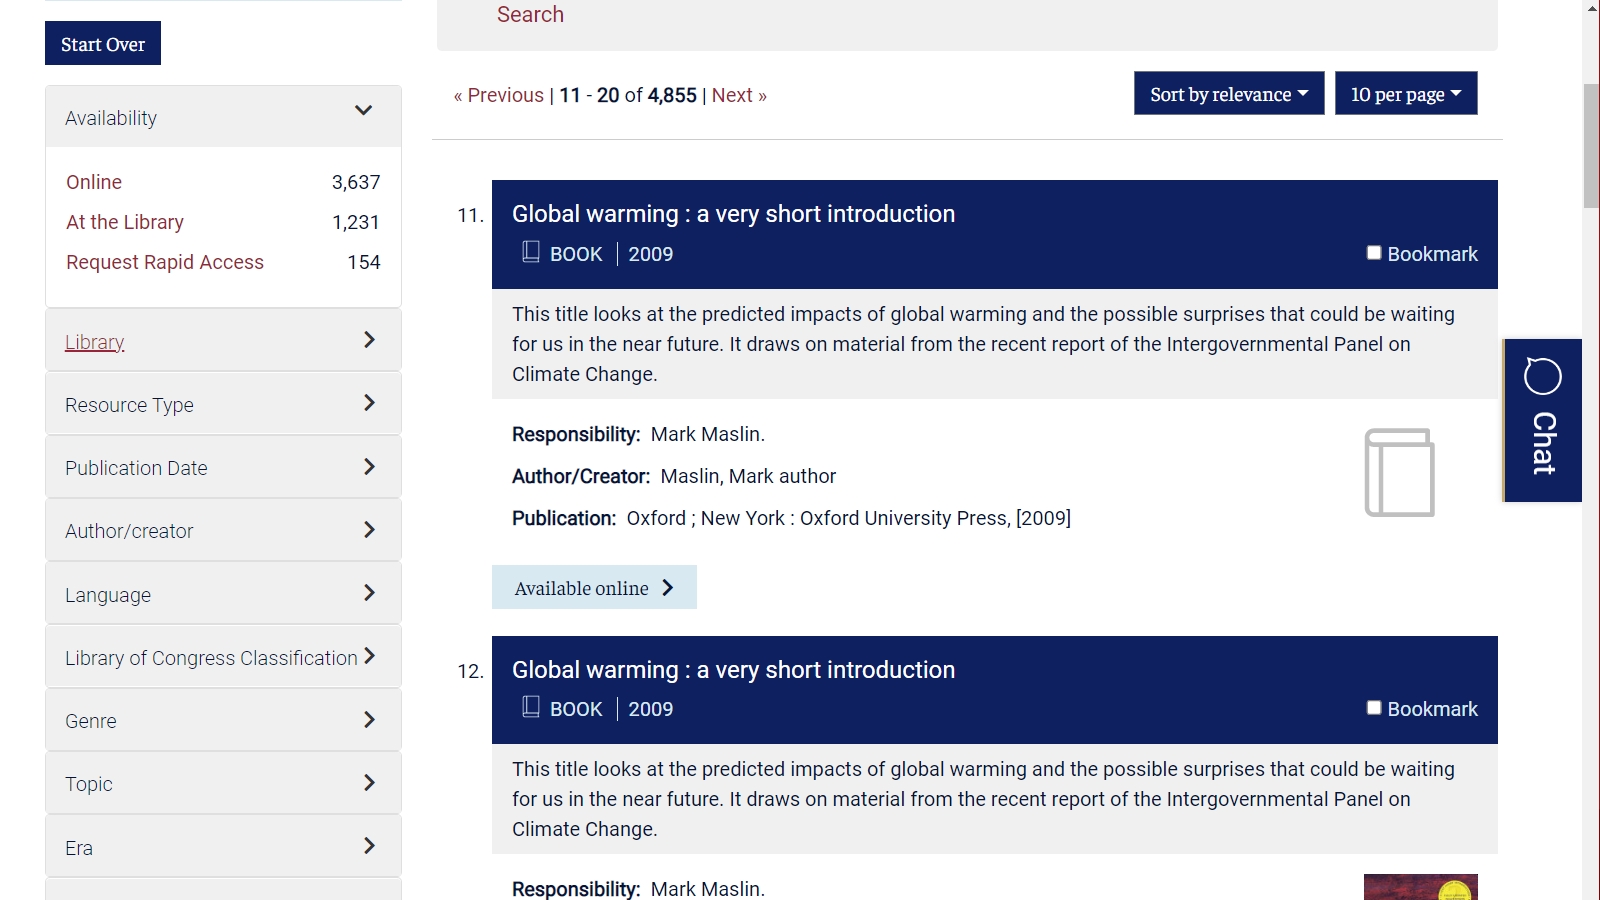 Search
Start Over
« Previous | 11 - 20 of 4,855 | Next »
Sort by relevance
10 per page
Availability
Online 3,637
At the Library 1,231
Request Rapid Access 154
Library
Resource Type
Publication Date
Author/creator
Language
Library of Congress Classification
Genre
Topic
Era
11. Global warming : a very short introduction
BOOK | 2009
Bookmark
This title looks at the predicted impacts of global warming and the possible surprises that could be waiting
for us in the near future. It draws on material from the recent report of the Intergovernmental Panel on
Climate Change.
Responsibility: Mark Maslin.
Author/Creator: Maslin, Mark author
Publication: Oxford ; New York : Oxford University Press, [2009]
Available online
12. Global warming : a very short introduction
BOOK | 2009
Bookmark
This title looks at the predicted impacts of global warming and the possible surprises that could be waiting
for us in the near future. It draws on material from the recent report of the Intergovernmental Panel on
Climate Change.
Responsibility: Mark Maslin.
Chat